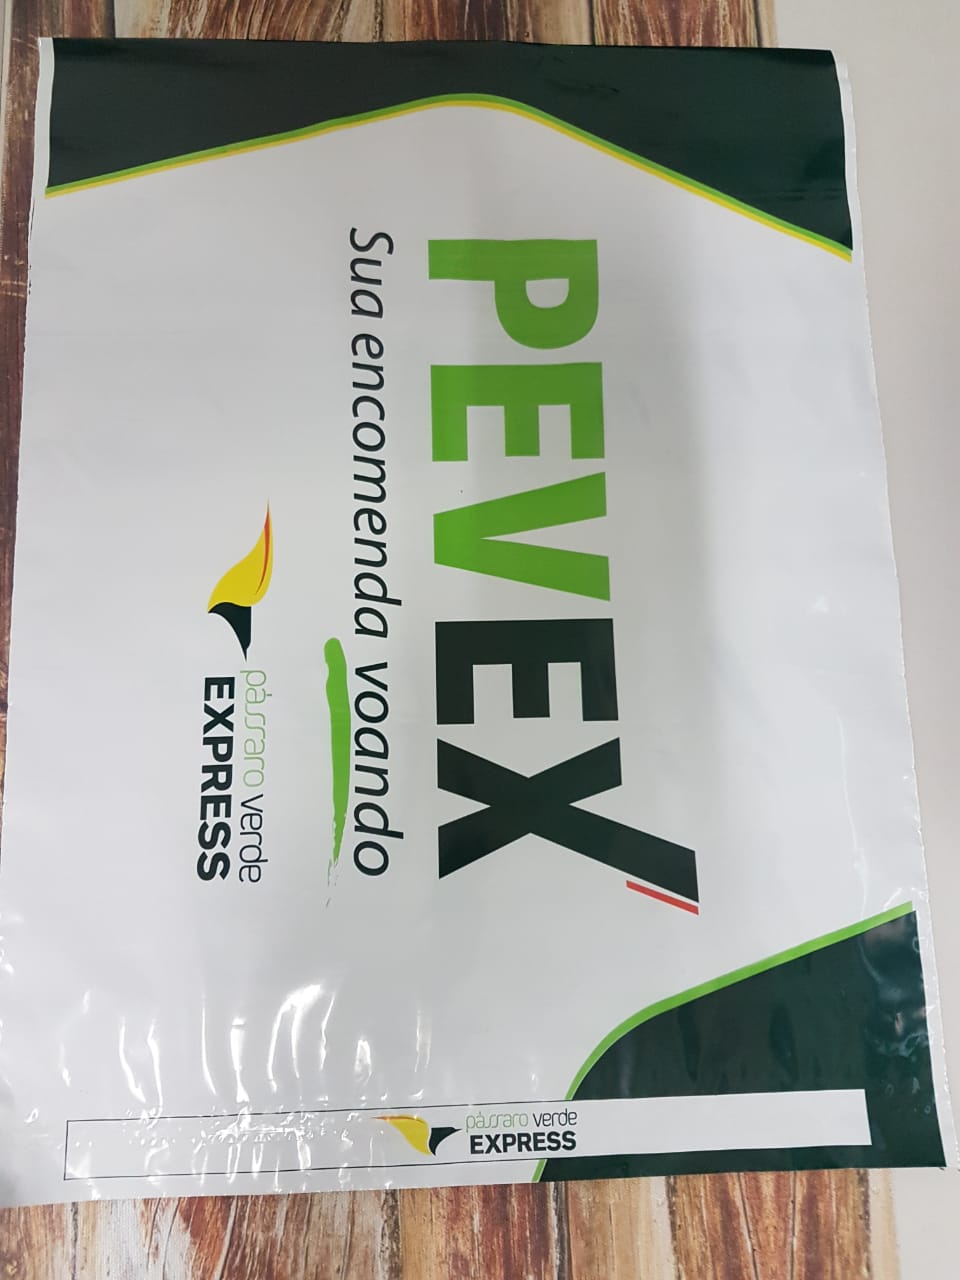 PEVEX
Sua encomenda voando
pássaro verde
EXPRESS
pássaro verde
EXPRESS